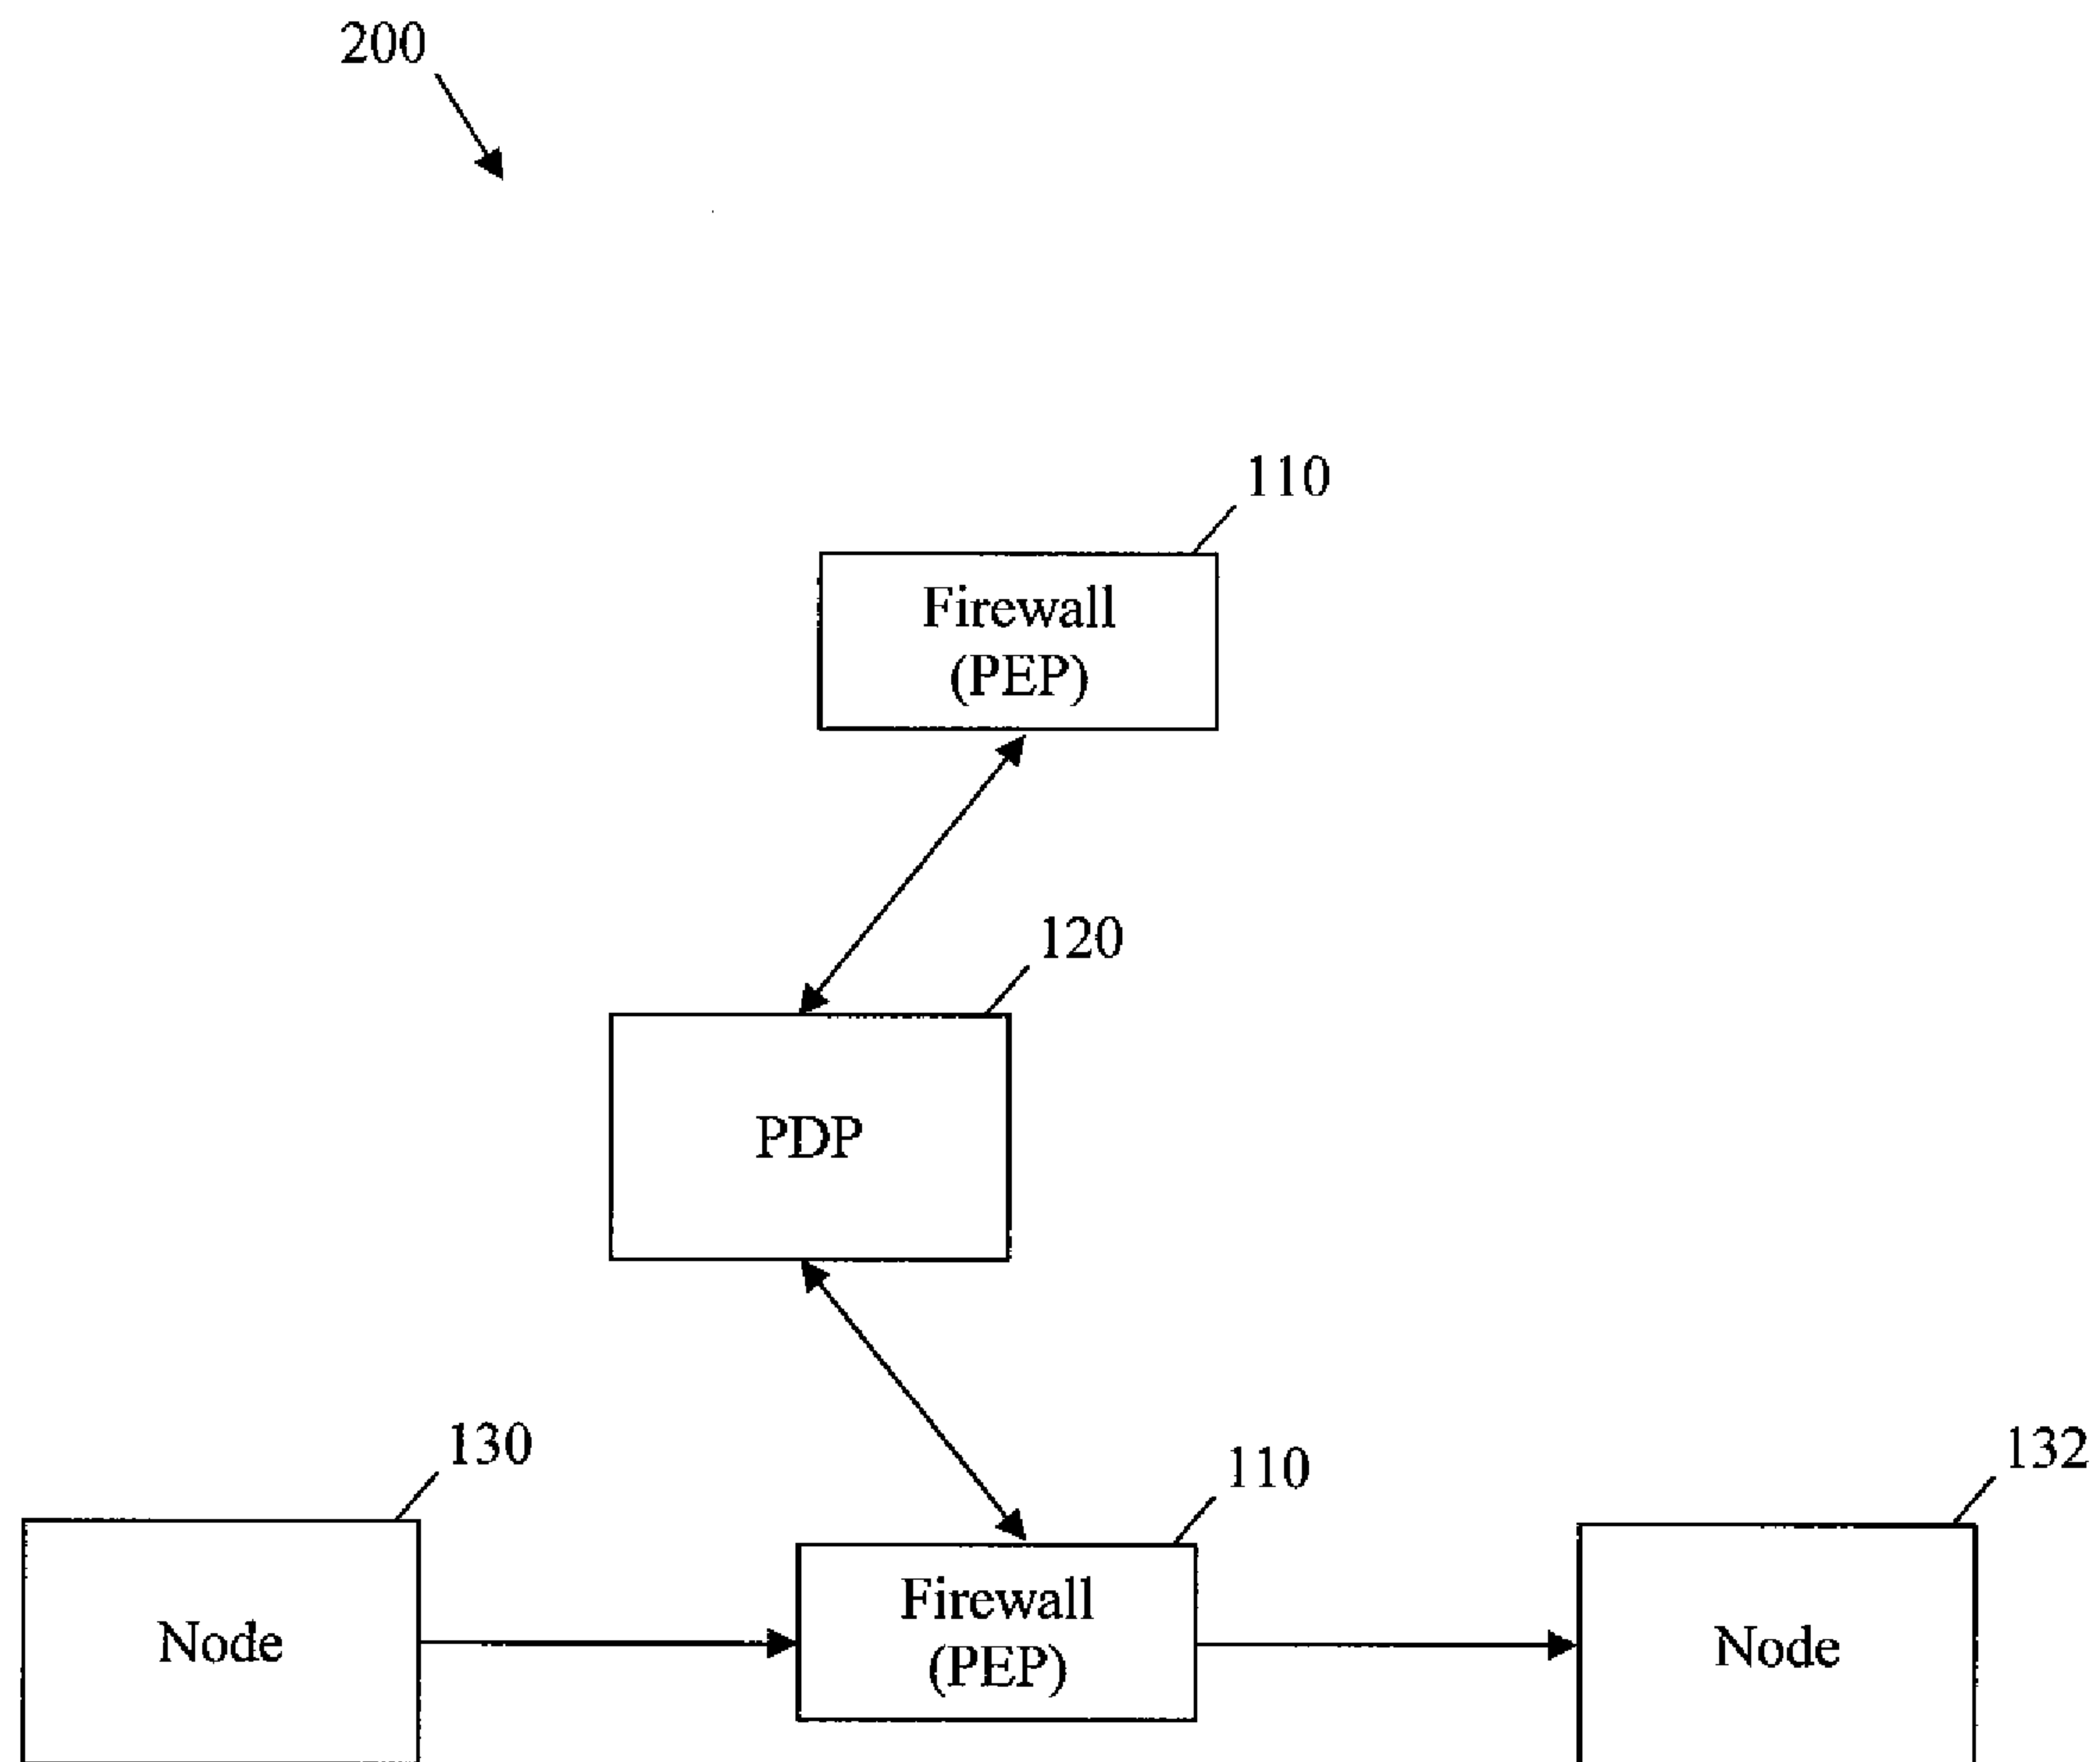 200
110
Firewall
(PEP)
120
PDP
130
110
132
Node
Firewall
(PEP)
Node